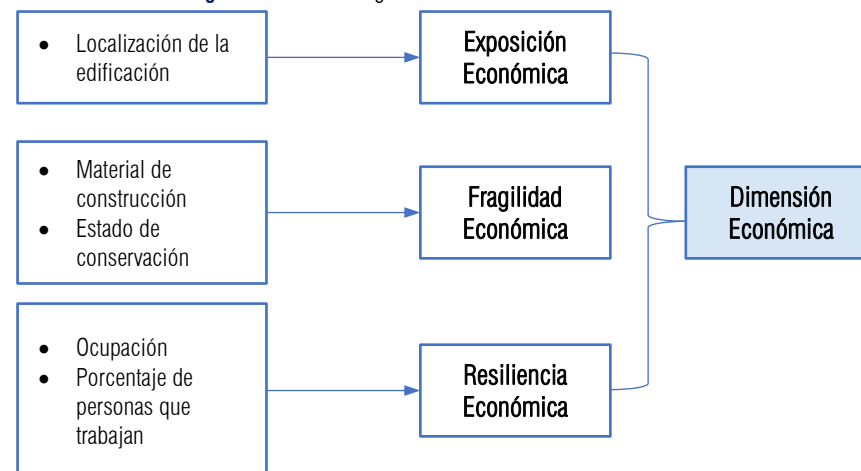 • Localización de la
edificación
Exposición
Económica
• Material de
construcción
• Estado de
conservación
Fragilidad
Económica
Dimensión
Económica
• Ocupación
• Porcentaje de
personas que
trabajan
Resiliencia
Económica